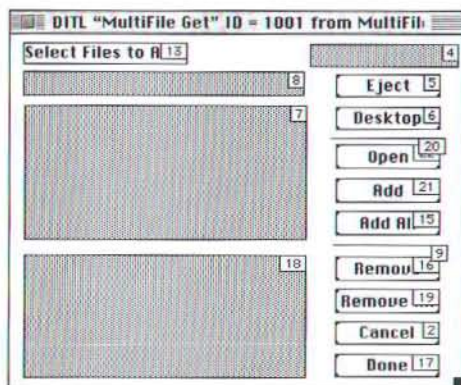 DITL “MultiFile Get” ID = 1001 from MultiFil
Select Files to A 13
4
8
Eject 5
7
Desktop 6
20
Open
Add 21
Add Al 15
9
18
Remov 16
Remove 19
Cancel 2
Done 17